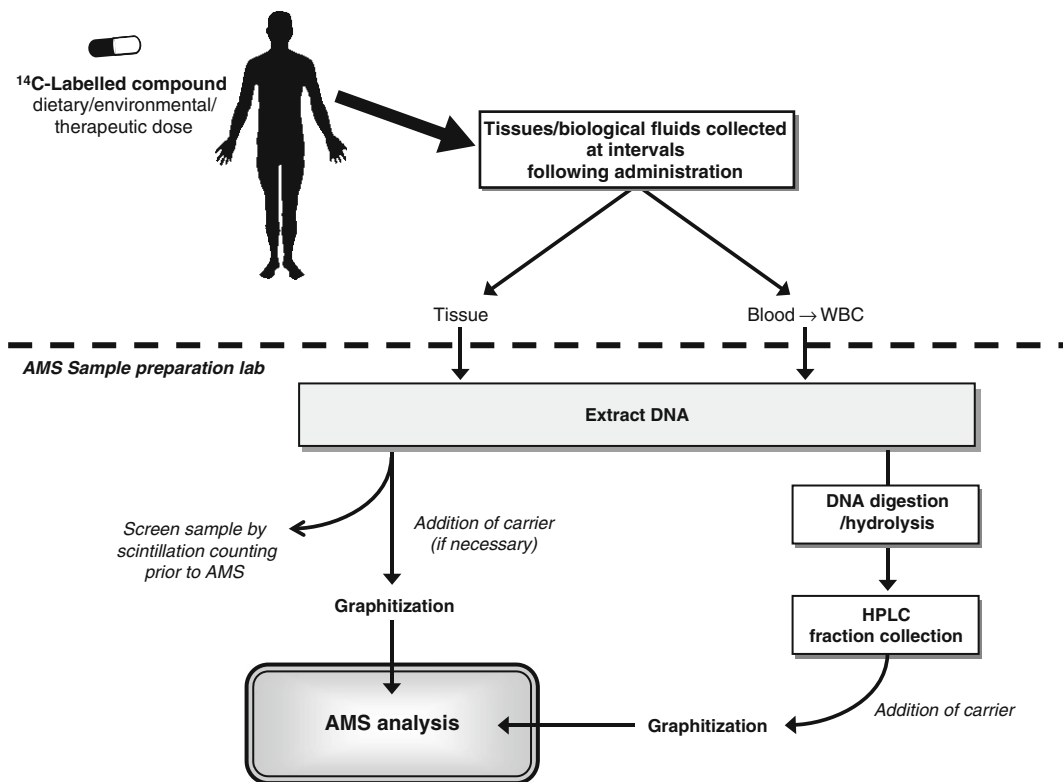 ¹⁴C-Labelled compound
dietary/environmental/
therapeutic dose
Tissues/biological fluids collected
at intervals
following administration
Tissue
Blood → WBC
AMS Sample preparation lab
Extract DNA
Screen sample by
scintillation counting
prior to AMS
Addition of carrier
(if necessary)
DNA digestion
/hydrolysis
Graphitization
HPLC
fraction collection
AMS analysis
Graphitization
Addition of carrier